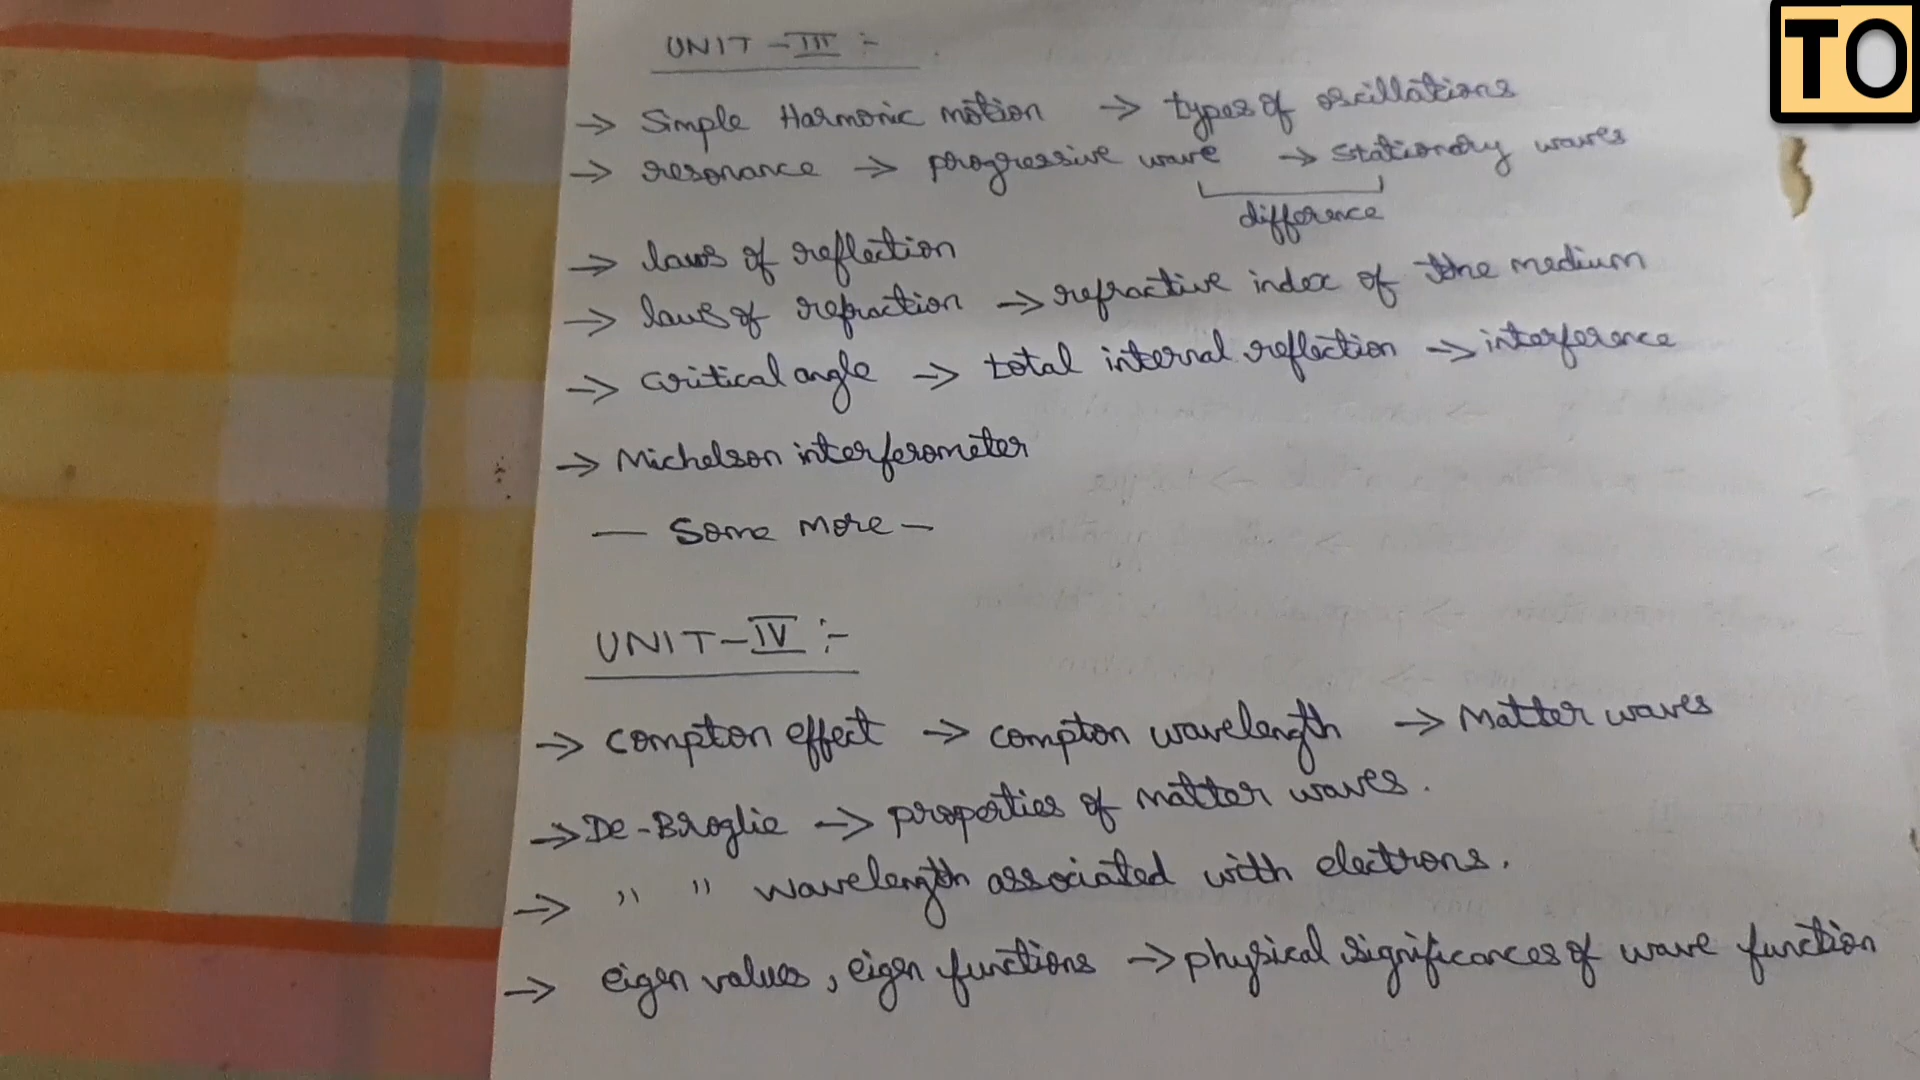 TO
UNIT - III :-
→ Simple Harmonic motion → types of oscillations
→ resonance → progressive wave → stationary waves
difference
→ laws of reflection
→ laws of refraction → refractive index of the medium
→ critical angle → total internal reflection → interference
→ Michelson interferometer
— Some more —
UNIT - IV :-
→ compton effect → compton wavelength → Matter waves
→ De-Broglie → properties of matter waves.
→ " " wavelength associated with electrons.
→ eigen values, eigen functions → physical significances of wave function